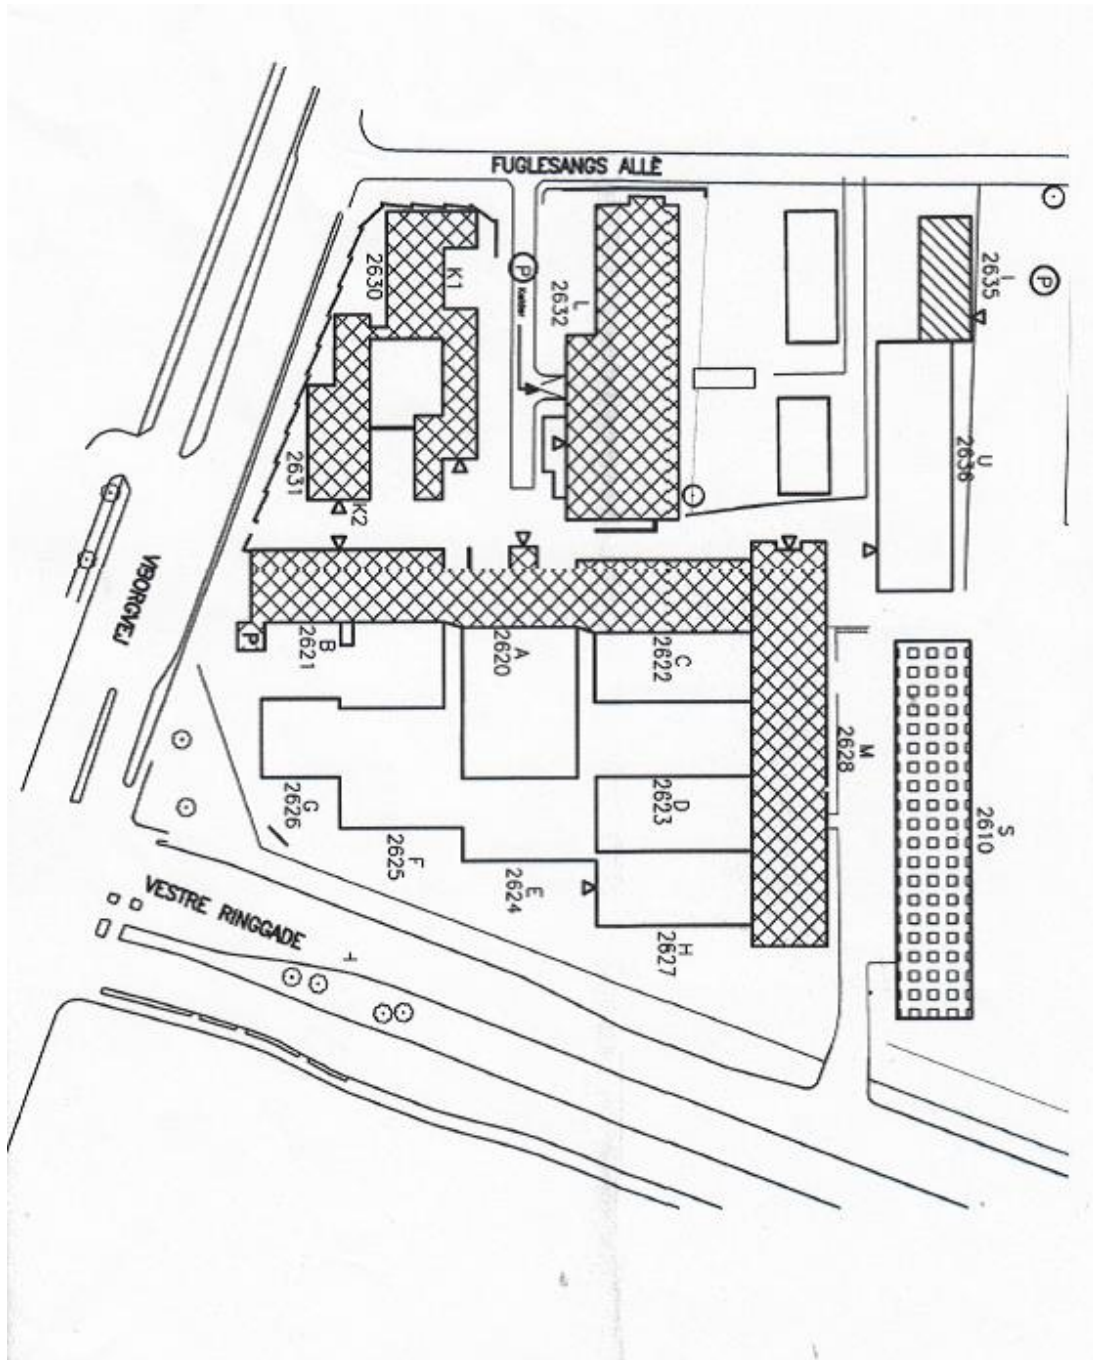 FUGLESANGS ALLÉ
K1
2630
P
Kælder
L
2632
I
2635
P
U
2636
2631
K2
VIBORGVEJ
P
B
2621
A
2620
C
2622
M
2628
S
2610
G
2626
F
2625
E
2624
D
2623
H
2627
VESTRE RINGGADE